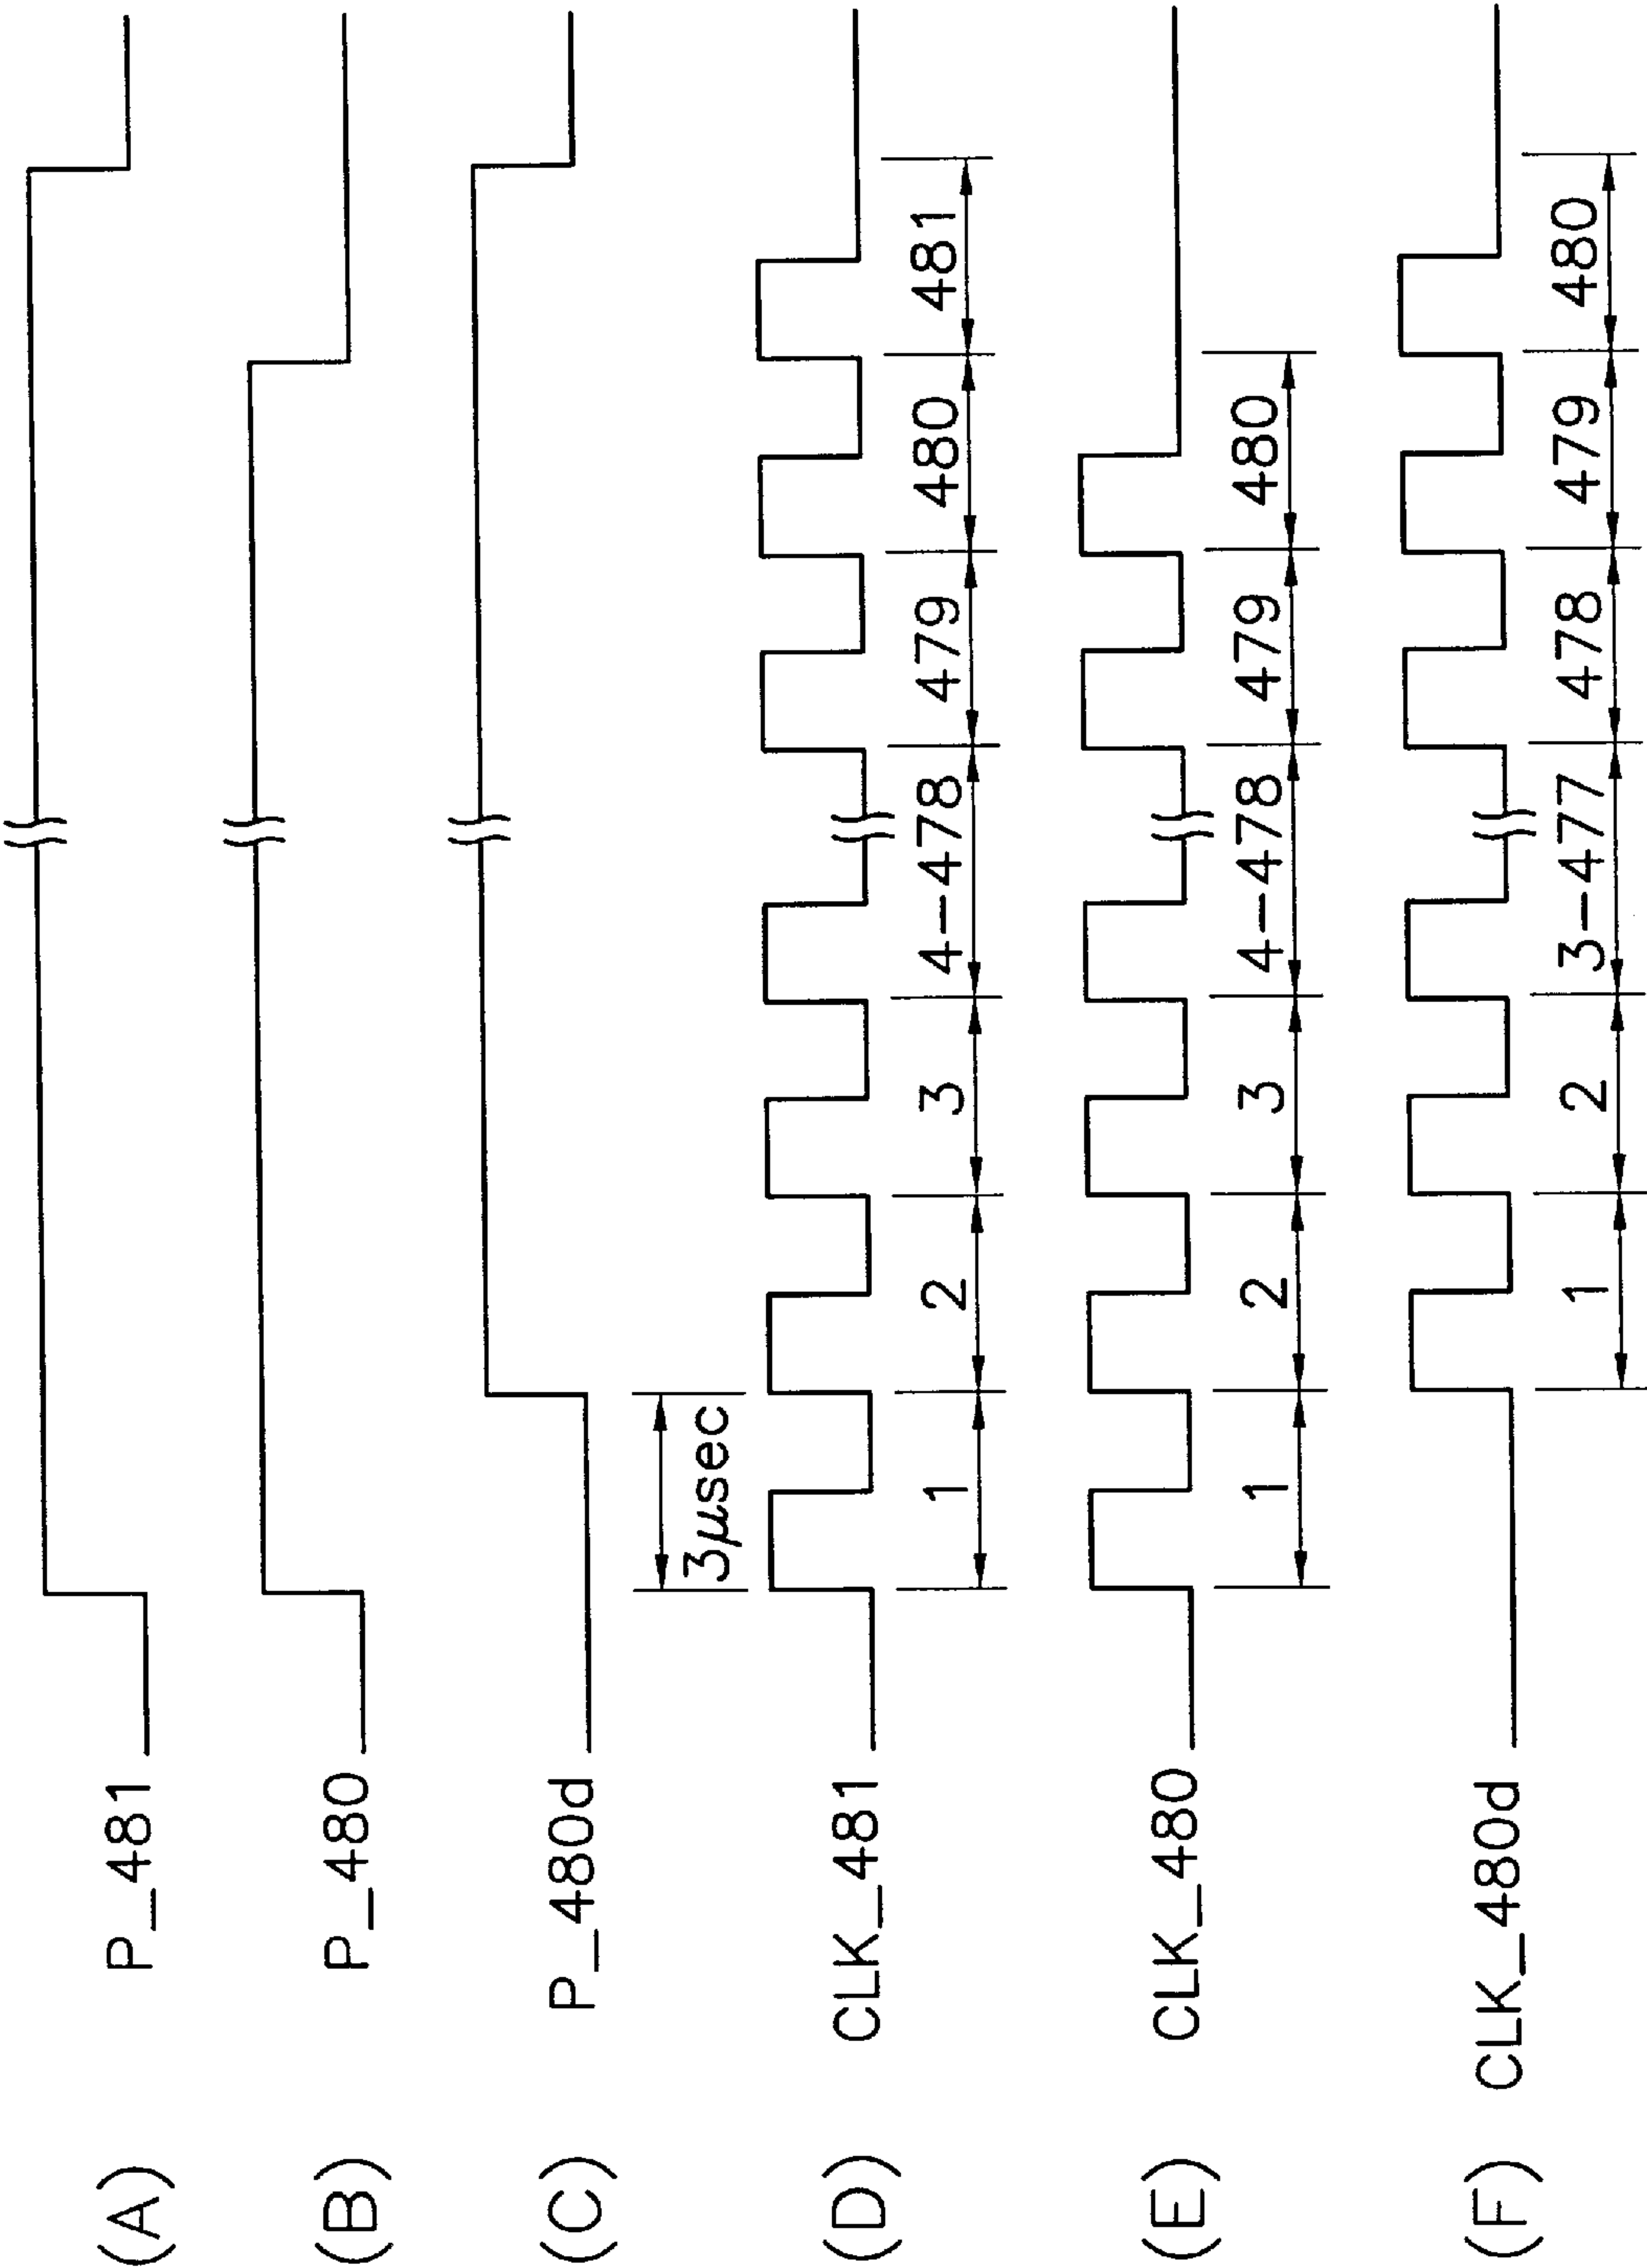 (A) P_481
(B) P_480
(C) P_480d
3μsec
(D) CLK_481
1 2 3 4-478 479 480 481
(E) CLK_480
1 2 3 4-478 479 480
(F) CLK_480d
1 2 3-477 478 479 480